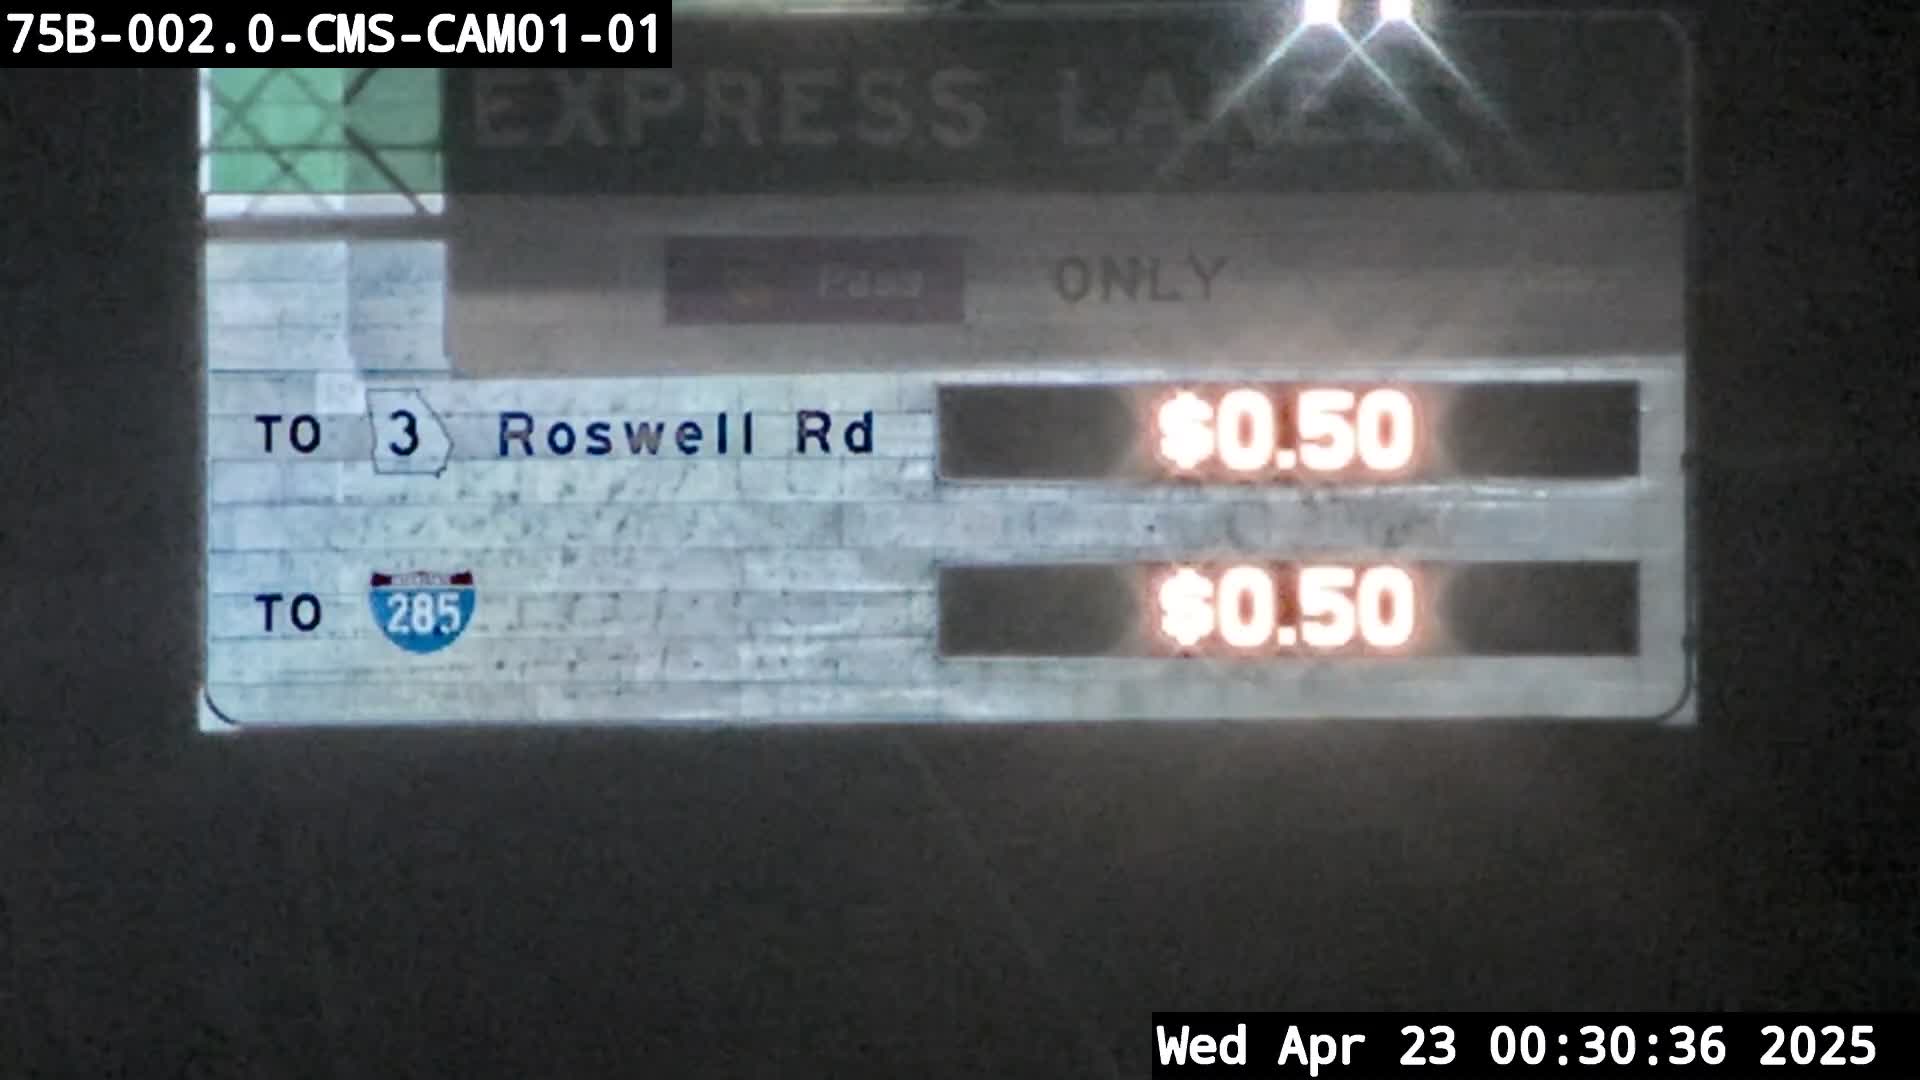 75B-002.0-CMS-CAM01-01
EXPRESS LANES
Pass ONLY
TO 3 Roswell Rd $0.50
TO 285 $0.50
Wed Apr 23 00:30:36 2025